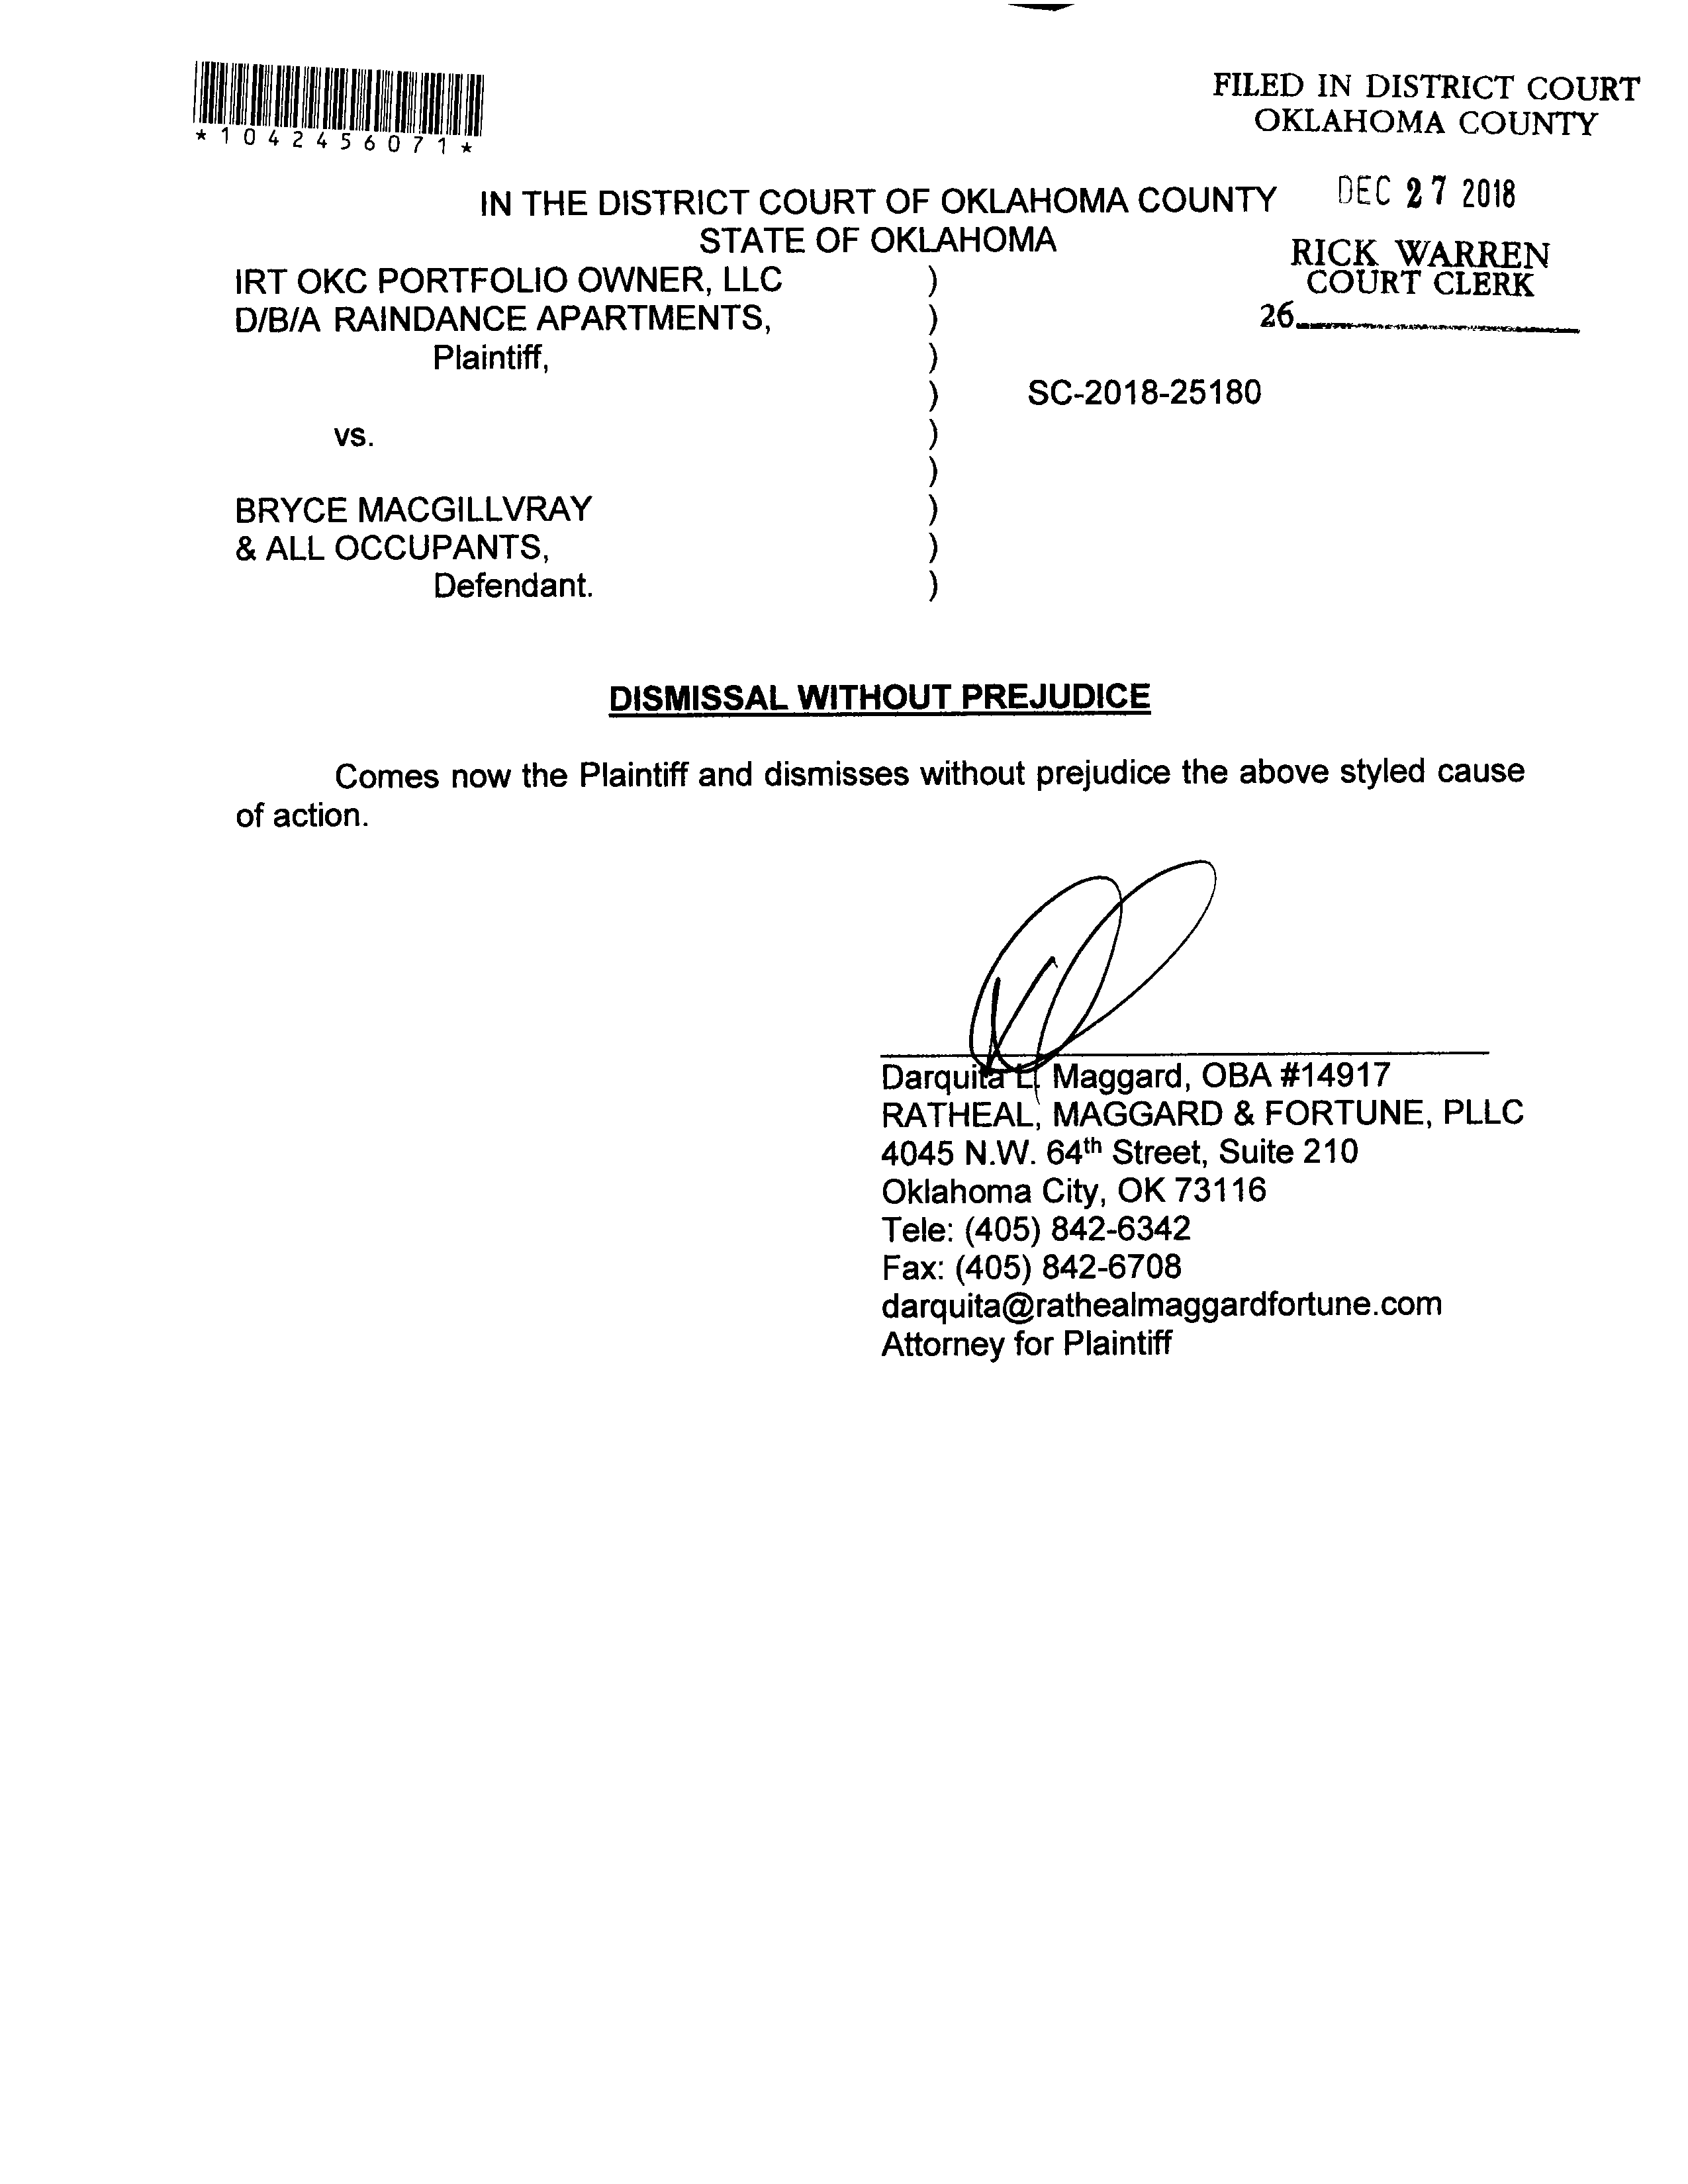 *1042456071*
FILED IN DISTRICT COURT
OKLAHOMA COUNTY
DEC 27 2018
RICK WARREN
COURT CLERK
26
IN THE DISTRICT COURT OF OKLAHOMA COUNTY
STATE OF OKLAHOMA
IRT OKC PORTFOLIO OWNER, LLC )
D/B/A RAINDANCE APARTMENTS, )
Plaintiff, )
) SC-2018-25180
vs. )
)
BRYCE MACGILLVRAY )
& ALL OCCUPANTS, )
Defendant. )
DISMISSAL WITHOUT PREJUDICE
Comes now the Plaintiff and dismisses without prejudice the above styled cause
of action.
Darquita L. Maggard, OBA #14917
RATHEAL, MAGGARD & FORTUNE, PLLC
4045 N.W. 64th Street, Suite 210
Oklahoma City, OK 73116
Tele: (405) 842-6342
Fax: (405) 842-6708
darquita@rathealmaggardfortune.com
Attorney for Plaintiff